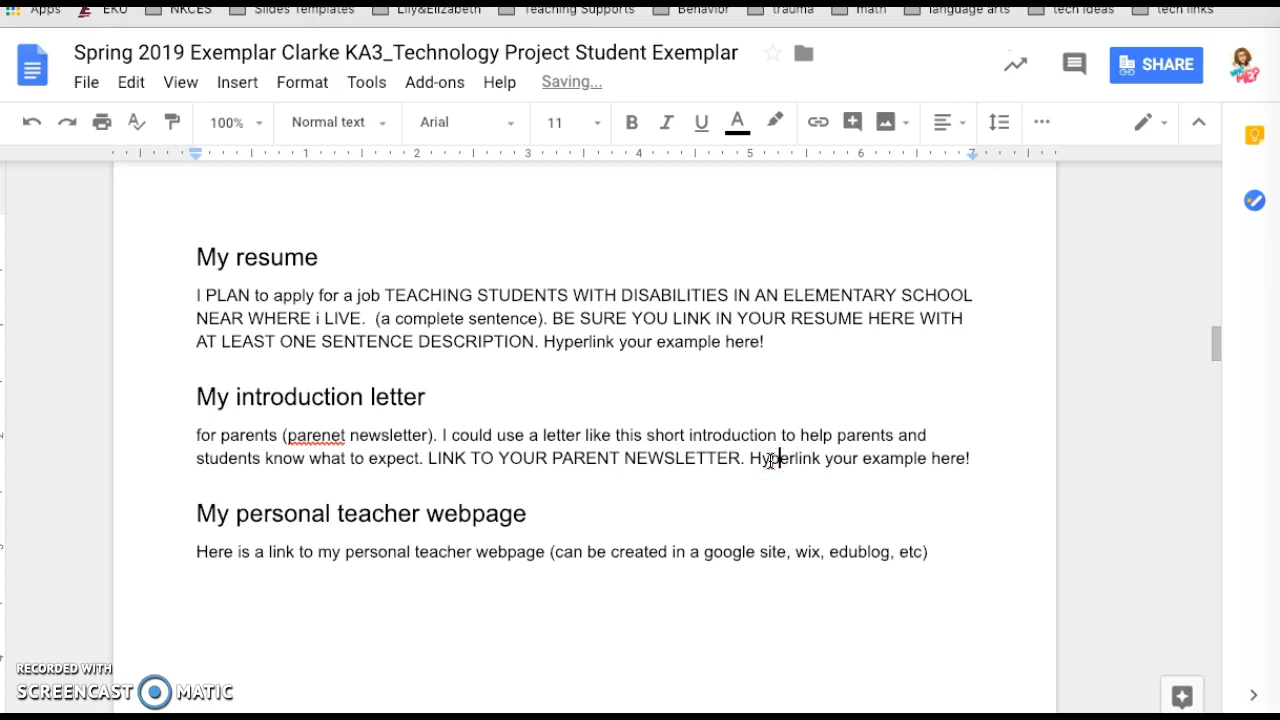 Apps EKU NKCES Slides Templates Lily&Elizabeth Teaching Supports Behavior trauma math language arts tech ideas tech links
Spring 2019 Exemplar Clarke KA3_Technology Project Student Exemplar
SHARE
File Edit View Insert Format Tools Add-ons Help Saving...
100% Normal text Arial 11 B I U A
1 2 3 4 5 6 7
My resume
I PLAN to apply for a job TEACHING STUDENTS WITH DISABILITIES IN AN ELEMENTARY SCHOOL
NEAR WHERE i LIVE.  (a complete sentence). BE SURE YOU LINK IN YOUR RESUME HERE WITH
AT LEAST ONE SENTENCE DESCRIPTION. Hyperlink your example here!
My introduction letter
for parents (parenet newsletter). I could use a letter like this short introduction to help parents and
students know what to expect. LINK TO YOUR PARENT NEWSLETTER. Hyperlink your example here!
My personal teacher webpage
Here is a link to my personal teacher webpage (can be created in a google site, wix, edublog, etc)
RECORDED WITH
SCREENCAST MATIC